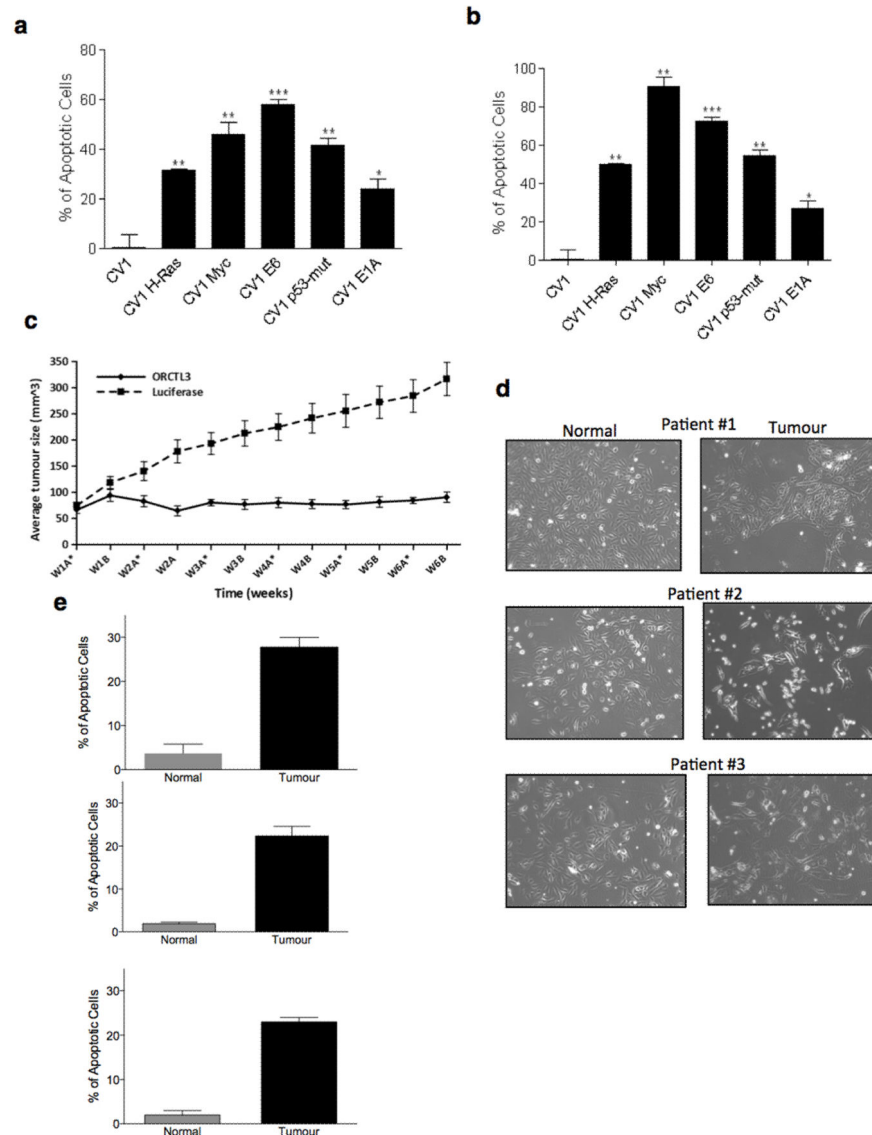 a
% of Apoptotic Cells
80
60
40
20
0
**
**
***
**
*
CV1
CV1 H-Ras
CV1 Myc
CV1 E6
CV1 p53-mut
CV1 E1A
b
% of Apoptotic Cells
100
80
60
40
20
0
**
**
***
**
*
CV1
CV1 H-Ras
CV1 Myc
CV1 E6
CV1 p53-mut
CV1 E1A
c
Average tumour size (mm^3)
350
300
250
200
150
100
50
0
ORCTL3
Luciferase
W1A*
W1B
W2A*
W2A
W3A*
W3B
W4A*
W4B
W5A*
W5B
W6A*
W6B
Time (weeks)
d
Patient #1
Normal
Tumour
Patient #2
Patient #3
e
% of Apoptotic Cells
30
20
10
0
Normal
Tumour
% of Apoptotic Cells
30
20
10
0
Normal
Tumour
% of Apoptotic Cells
30
20
10
0
Normal
Tumour